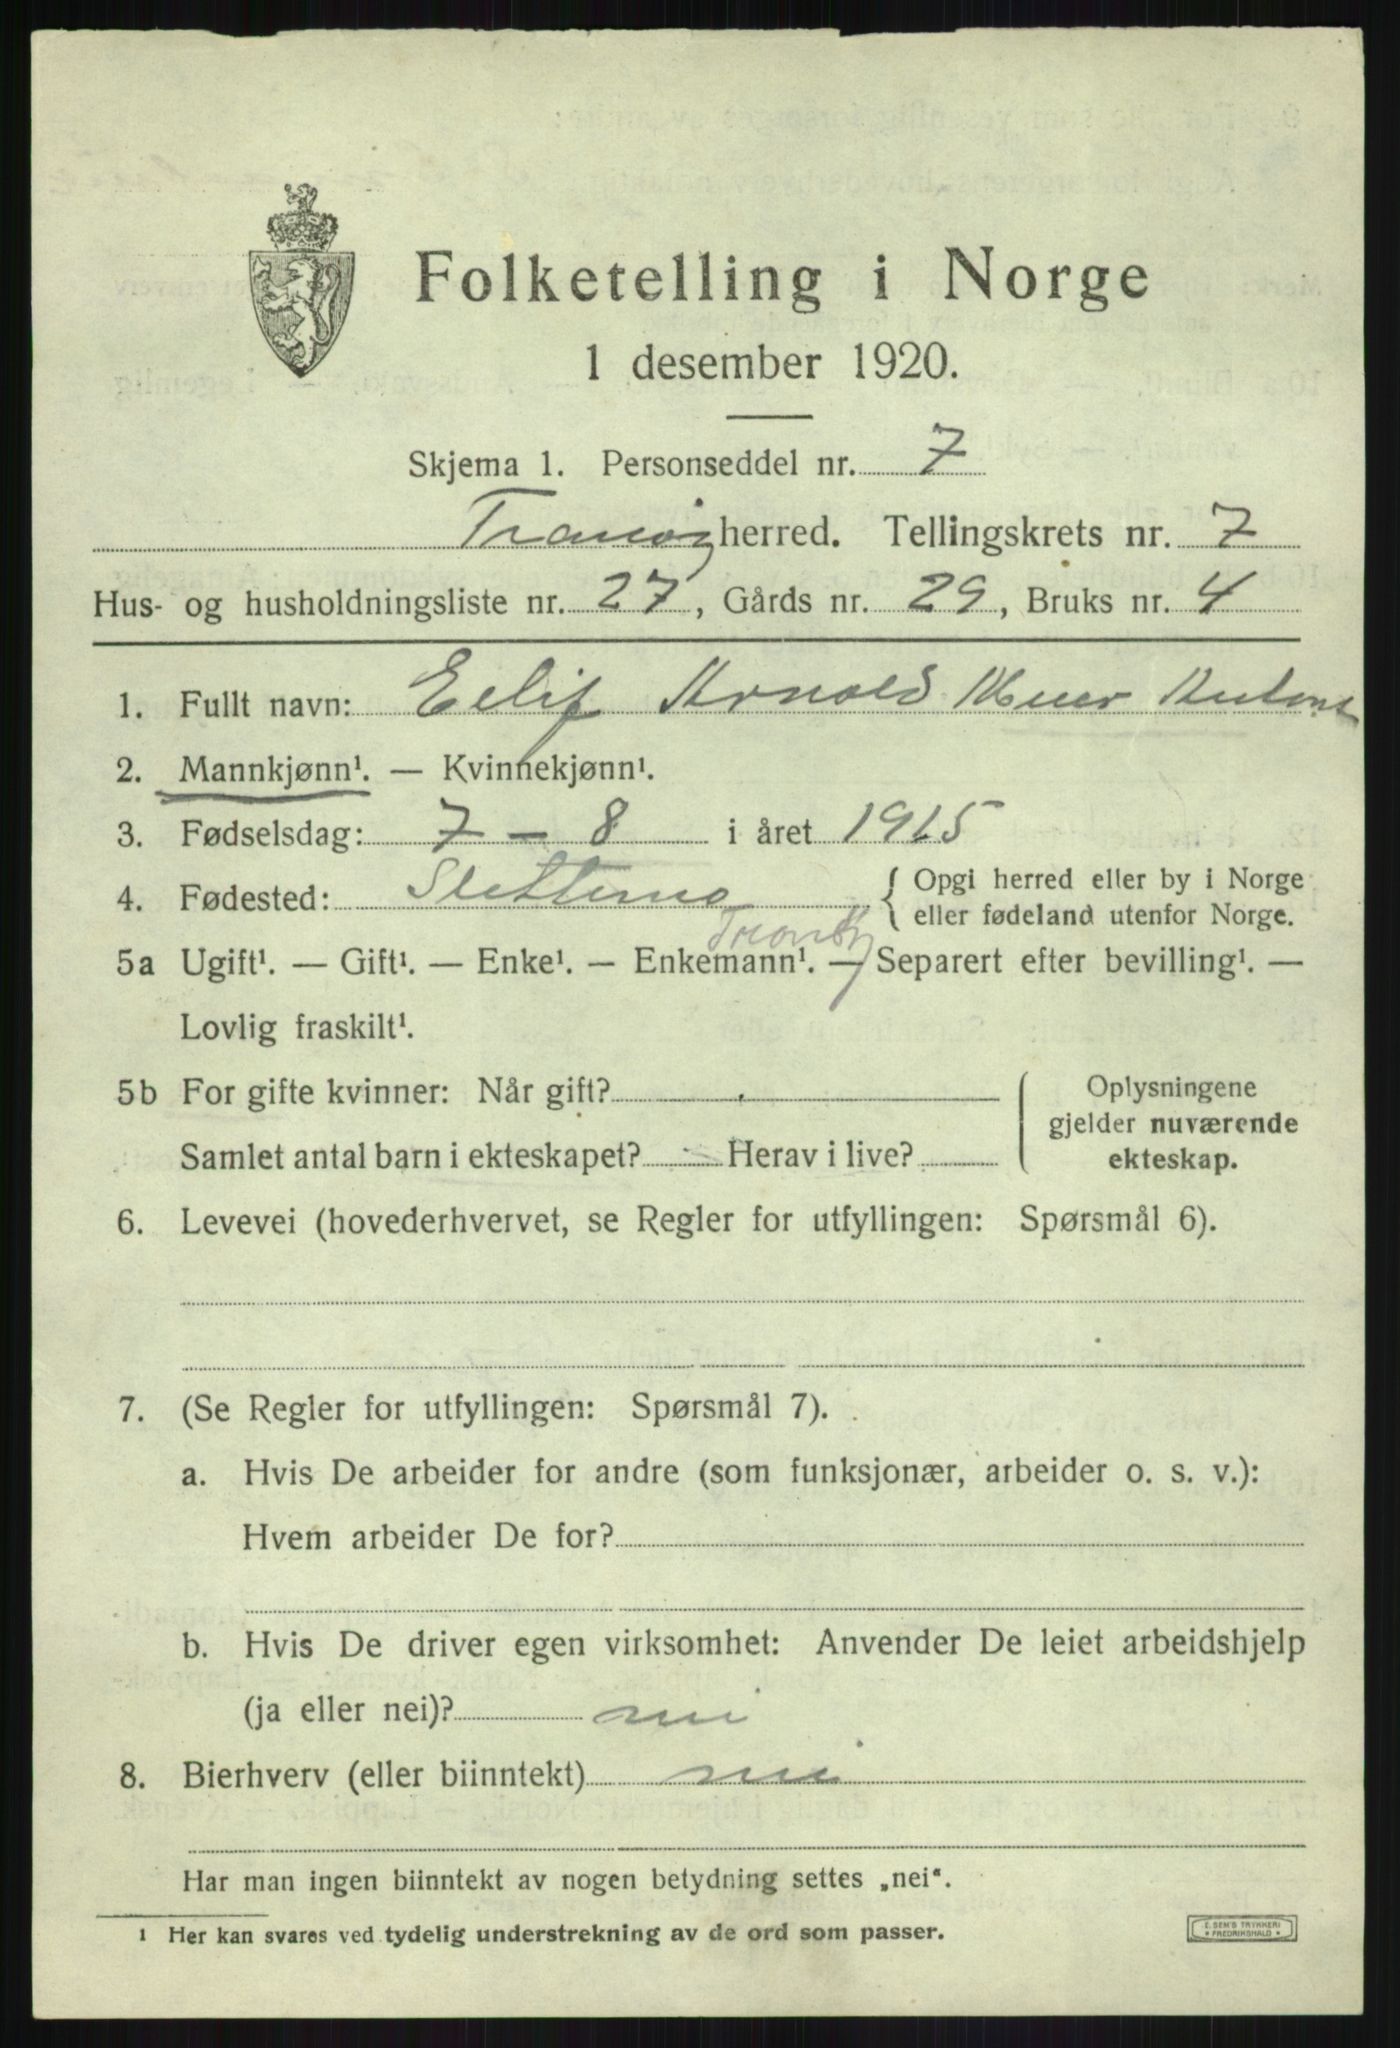 Folketelling i Norge
1 desember 1920.
Skjema 1. Personseddel nr. 7
Tranøy herred. Tellingskrets nr. 7
Hus- og husholdningsliste nr. 27, Gårds nr. 29, Bruks nr. 4
1. Fullt navn: Eilif Arnold
2. Mannkjønn¹. — Kvinnekjønn¹.
3. Fødselsdag: 7 - 8 i året 1915
4. Fødested: { Opgi herred eller by i Norge
eller fødeland utenfor Norge.
Tranøy
5a Ugift¹. — Gift¹. — Enke¹. — Enkemann¹. — Separert efter bevilling¹. —
Lovlig fraskilt¹.
5b For gifte kvinner: Når gift?
Samlet antal barn i ekteskapet? Herav i live?
Oplysningene
gjelder nuværende
ekteskap.
6. Levevei (hovederhvervet, se Regler for utfyllingen: Spørsmål 6).
7. (Se Regler for utfyllingen: Spørsmål 7).
a. Hvis De arbeider for andre (som funksjonær, arbeider o. s. v.):
Hvem arbeider De for?
b. Hvis De driver egen virksomhet: Anvender De leiet arbeidshjelp
(ja eller nei)? nei
8. Bierhverv (eller biinntekt) nei
Har man ingen biinntekt av nogen betydning settes „nei“.
¹ Her kan svares ved tydelig understrekning av de ord som passer.
E. SEM'S TRYKKERI
* FREDRIKSHALD *